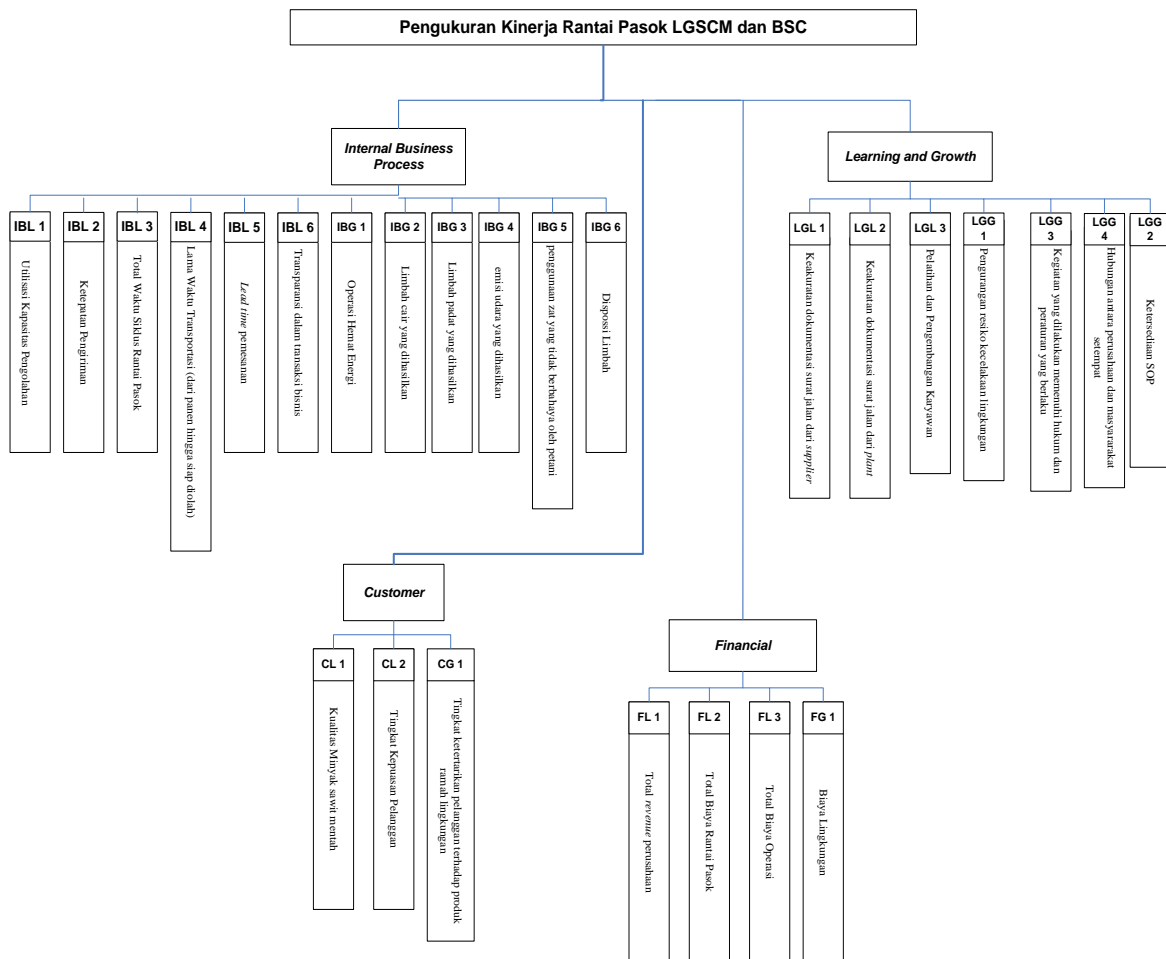 Pengukuran Kinerja Rantai Pasok LGSCM dan BSC
Internal Business
Process
Learning and Growth
IBL 1
Utilisasi Kapasitas Pengolahan
IBL 2
Ketepatan Pengiriman
IBL 3
Total Waktu Siklus Rantai Pasok
IBL 4
Lama Waktu Transportasi (dari panen hingga siap diolah)
IBL 5
Lead time pemesanan
IBL 6
Transparansi dalam transaksi bisnis
IBG 1
Operasi Hemat Energi
IBG 2
Limbah cair yang dihasilkan
IBG 3
Limbah padat yang dihasilkan
IBG 4
emisi udara yang dihasilkan
IBG 5
penggunaan zat yang tidak berbahaya oleh petani
IBG 6
Dispossi Limbah
LGL 1
Keakuratan dokumentasi surat jalan dari supplier
LGL 2
Keakuratan dokumentasi surat jalan dari plant
LGL 3
Pelatihan dan Pengembangan Karyawan
LGG
1
Pengurangan resiko kecelakaan lingkungan
LGG
3
Kegiatan yang dilakukan memenuhi hukum dan
peraturan yang berlaku
LGG
4
Hubungan antara perusahaan dan masyararakat
setempat
LGG
2
Ketersediaan SOP
Customer
CL 1
Kualitas Minyak sawit mentah
CL 2
Tingkat Kepuasan Pelanggan
CG 1
Tingkat ketertarikan pelanggan terhadap produk
ramah lingkungan
Financial
FL 1
Total revenue perusahaan
FL 2
Total Biaya Rantai Pasok
FL 3
Total Biaya Operasi
FG 1
Biaya Lingkungan